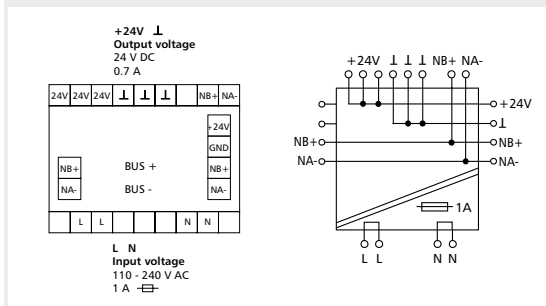 +24V ⊥
Output voltage
24 V DC
0.7 A
24V 24V 24V ⊥ ⊥ ⊥ NB+ NA-
+24V
GND
NB+ BUS + NB+
NA- BUS - NA-
L L N N
L N
Input voltage
110 - 240 V AC
1 A
+24V ⊥ ⊥ ⊥ NB+ NA-
+24V
⊥
NB+ NB+
NA- NA-
1A
L L N N